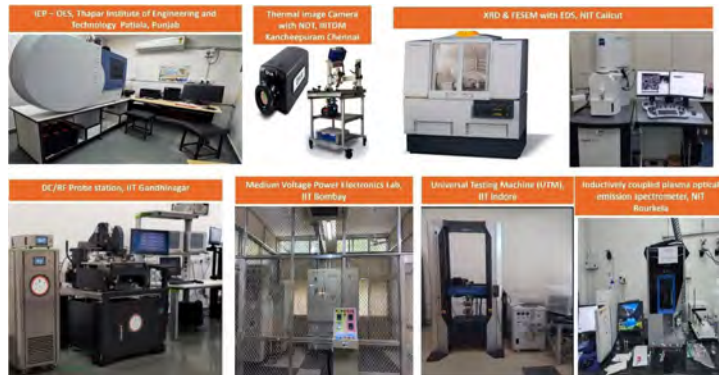 ICP – OES, Thapar Institute of Engineering and
Technology Patiala, Punjab
Thermal image Camera
with NDT, IIITDM
Kancheepuram Chennai
XRD & FESEM with EDS, NIT Calicut
DC/RF Probe station, IIT Gandhinagar
Medium Voltage Power Electronics Lab,
IIT Bombay
Universal Testing Machine (UTM),
IIT Indore
Inductively coupled plasma optical
emission spectrometer, NIT
Rourkela